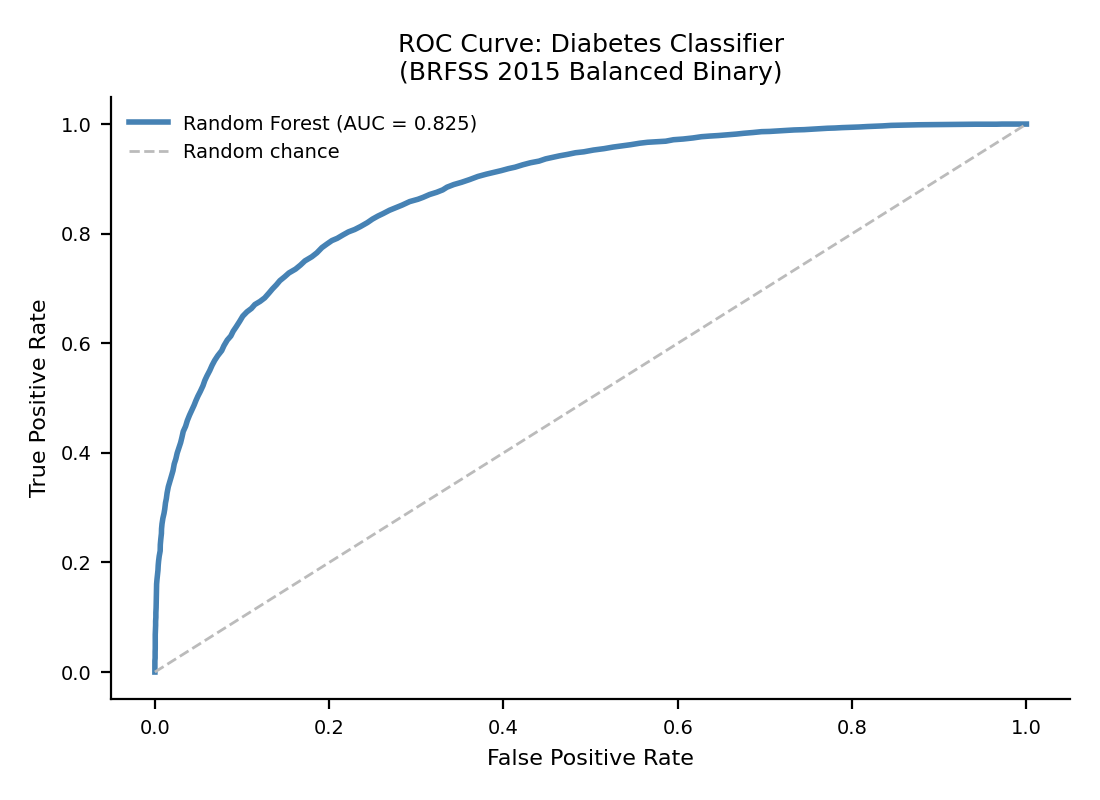 ROC Curve: Diabetes Classifier
(BRFSS 2015 Balanced Binary)
Random Forest (AUC = 0.825)
Random chance
1.0
0.8
0.6
0.4
0.2
0.0
True Positive Rate
0.0 0.2 0.4 0.6 0.8 1.0
False Positive Rate